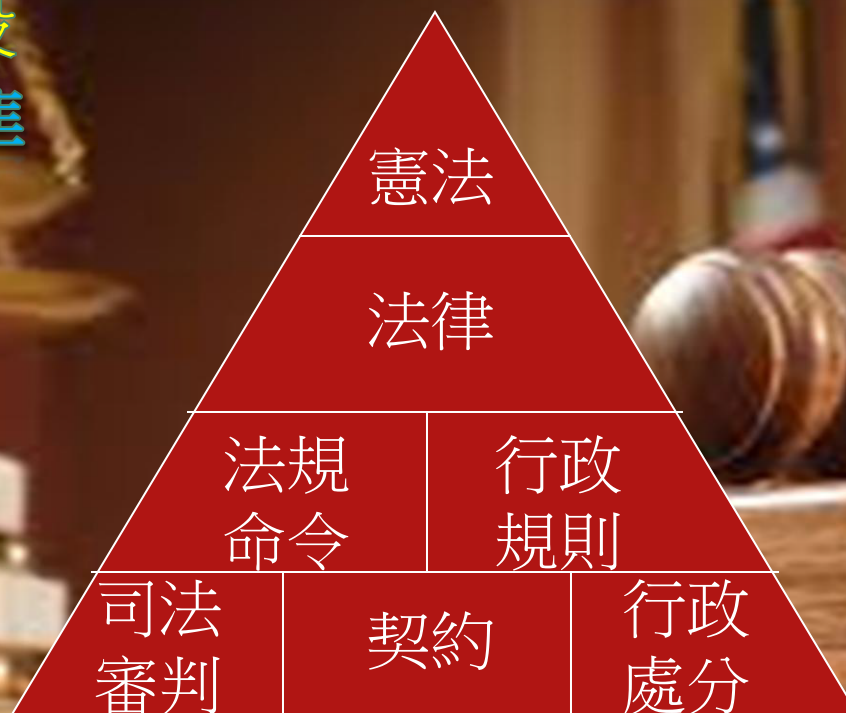 憲法
法律
法規 行政
命令 規則
司法 契約 行政
審判 處分